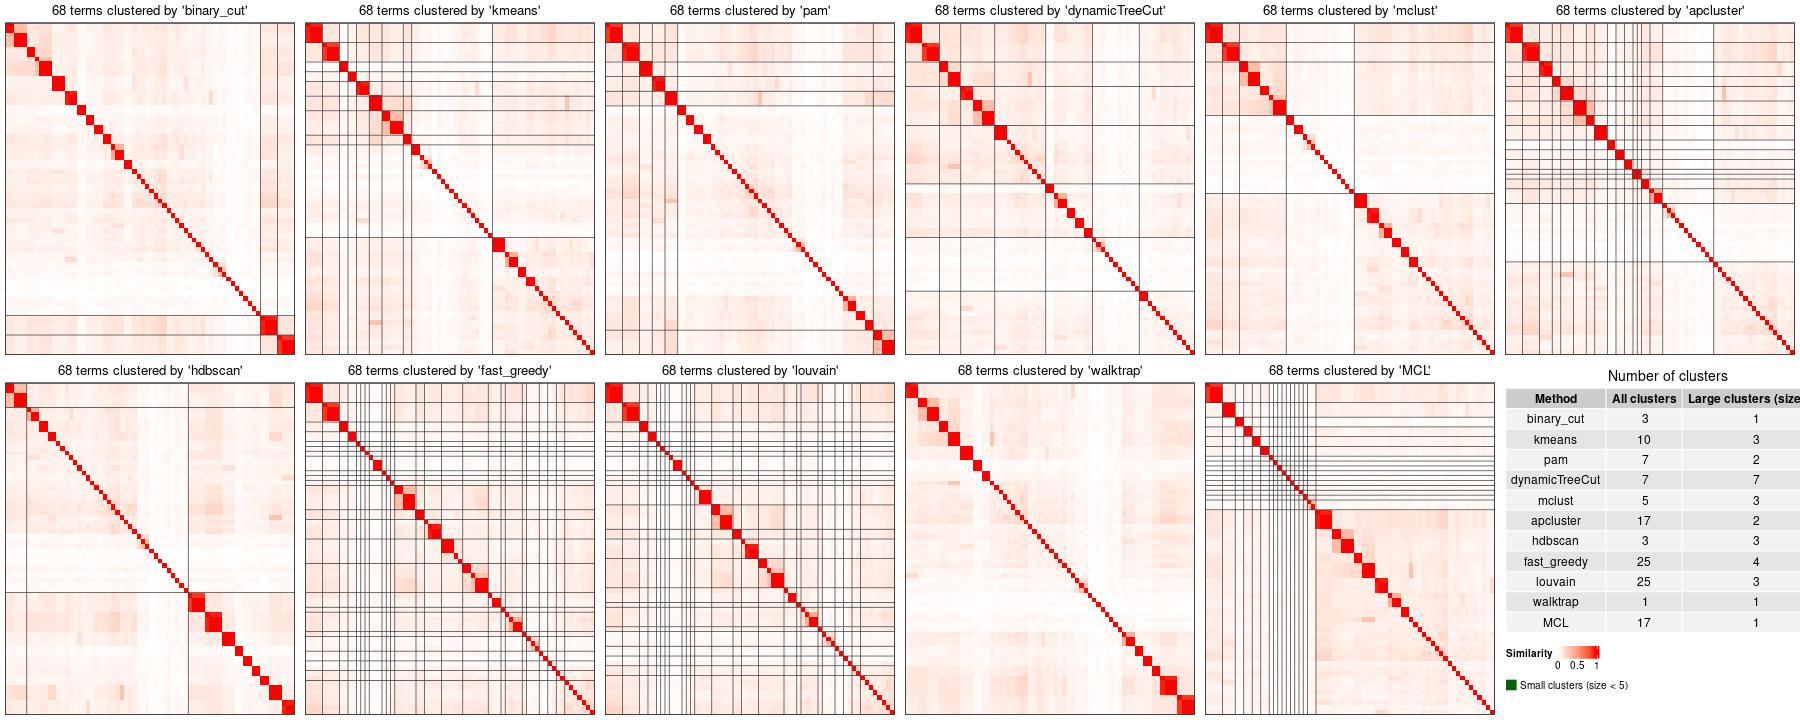 68 terms clustered by 'binary_cut'
68 terms clustered by 'kmeans'
68 terms clustered by 'pam'
68 terms clustered by 'dynamicTreeCut'
68 terms clustered by 'mclust'
68 terms clustered by 'apcluster'
68 terms clustered by 'hdbscan'
68 terms clustered by 'fast_greedy'
68 terms clustered by 'louvain'
68 terms clustered by 'walktrap'
68 terms clustered by 'MCL'
Number of clusters
Method All clusters Large clusters (size
binary_cut 3 1
kmeans 10 3
pam 7 2
dynamicTreeCut 7 7
mclust 5 3
apcluster 17 2
hdbscan 3 3
fast_greedy 25 4
louvain 25 3
walktrap 1 1
MCL 17 1
Similarity
0 0.5 1
Small clusters (size < 5)